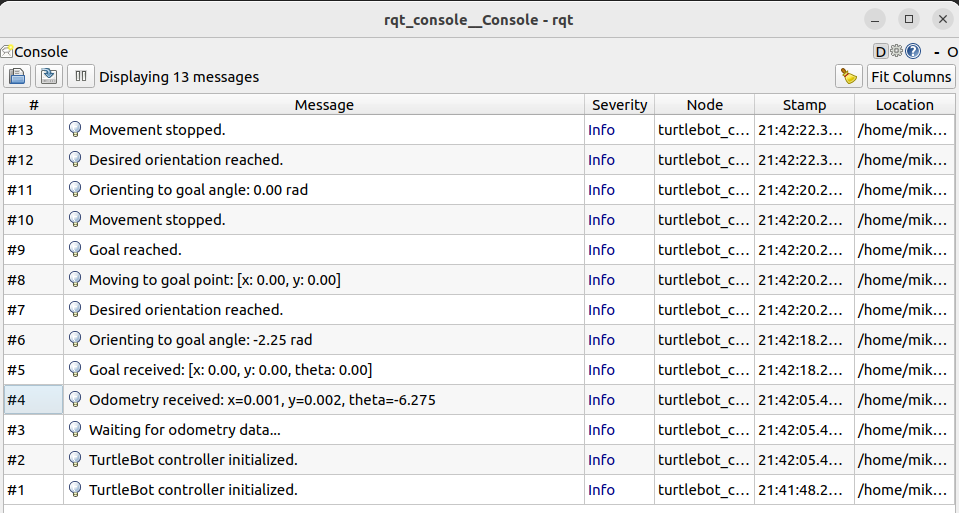 rqt_console__Console - rqt
Console D - O
Displaying 13 messages Fit Columns
# Message Severity Node Stamp Location
#13 Movement stopped. Info turtlebot_c... 21:42:22.3... /home/mik...
#12 Desired orientation reached. Info turtlebot_c... 21:42:22.3... /home/mik...
#11 Orienting to goal angle: 0.00 rad Info turtlebot_c... 21:42:20.2... /home/mik...
#10 Movement stopped. Info turtlebot_c... 21:42:20.2... /home/mik...
#9 Goal reached. Info turtlebot_c... 21:42:20.2... /home/mik...
#8 Moving to goal point: [x: 0.00, y: 0.00] Info turtlebot_c... 21:42:20.2... /home/mik...
#7 Desired orientation reached. Info turtlebot_c... 21:42:20.2... /home/mik...
#6 Orienting to goal angle: -2.25 rad Info turtlebot_c... 21:42:18.2... /home/mik...
#5 Goal received: [x: 0.00, y: 0.00, theta: 0.00] Info turtlebot_c... 21:42:18.2... /home/mik...
#4 Odometry received: x=0.001, y=0.002, theta=-6.275 Info turtlebot_c... 21:42:05.4... /home/mik...
#3 Waiting for odometry data... Info turtlebot_c... 21:42:05.4... /home/mik...
#2 TurtleBot controller initialized. Info turtlebot_c... 21:42:05.4... /home/mik...
#1 TurtleBot controller initialized. Info turtlebot_c... 21:41:48.2... /home/mik...